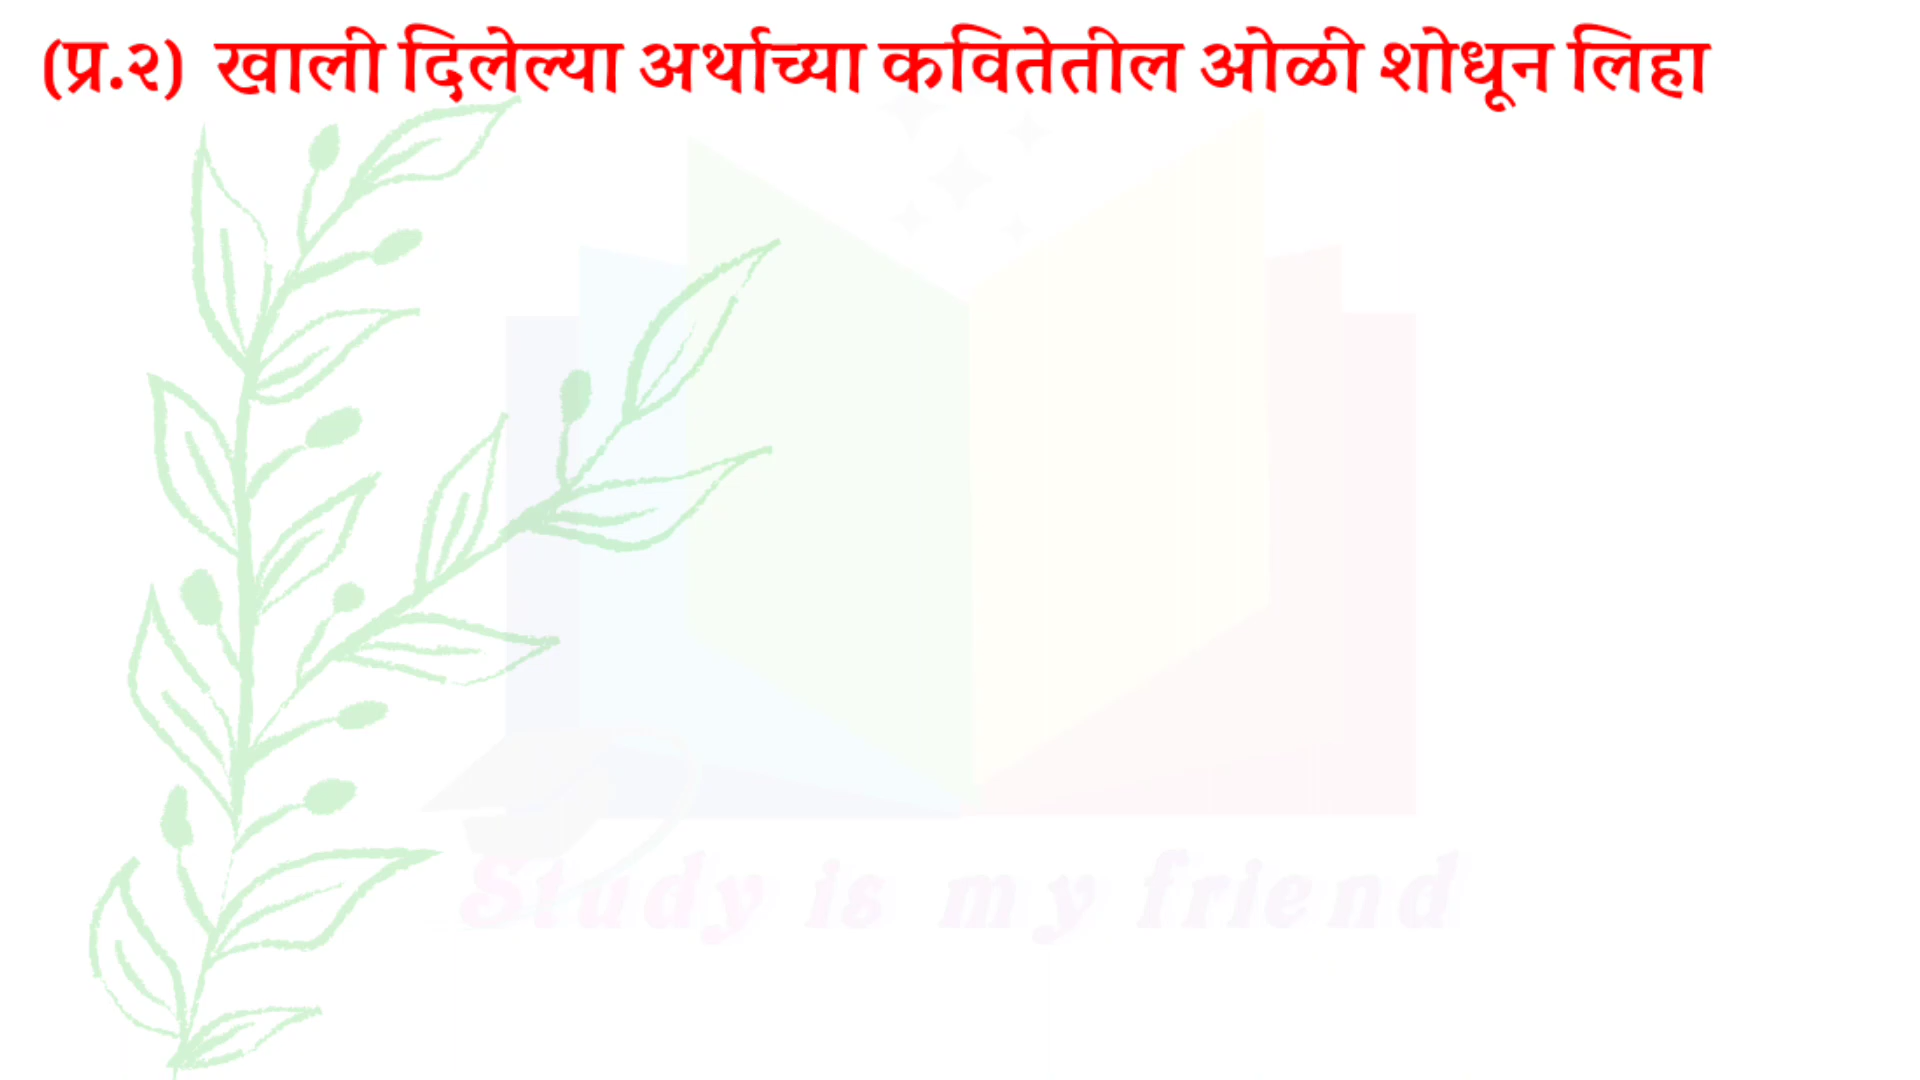 (प्र.२) खाली दिलेल्या अर्थाच्या कवितेतील ओळी शोधून लिहा
Study is my friend